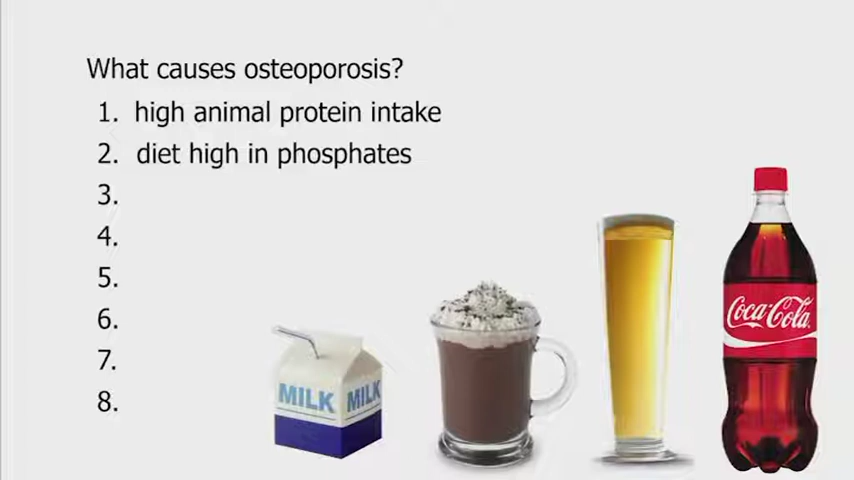 What causes osteoporosis?
1. high animal protein intake
2. diet high in phosphates
3.
4.
5.
6.
7.
8.
MILK MILK
Coca-Cola